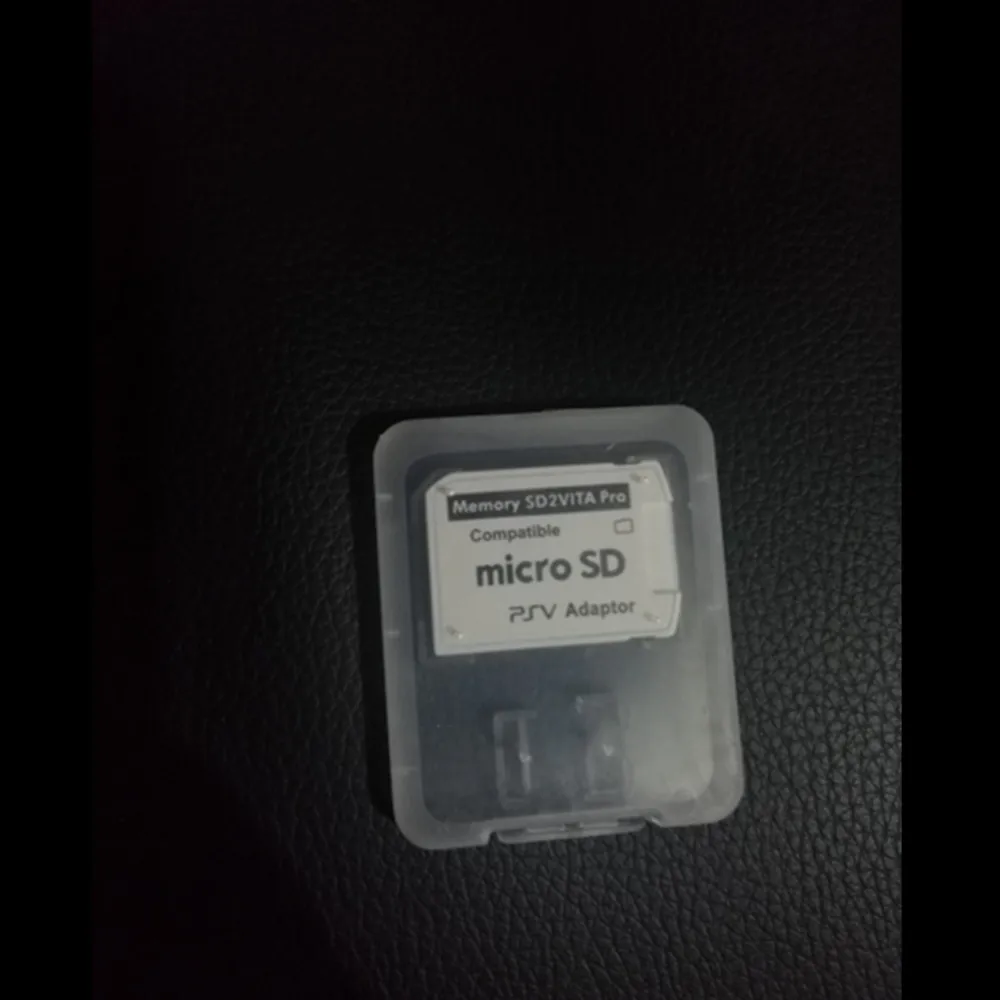 Memory SD2VITA Pro
Compatible
micro SD
PSV Adaptor